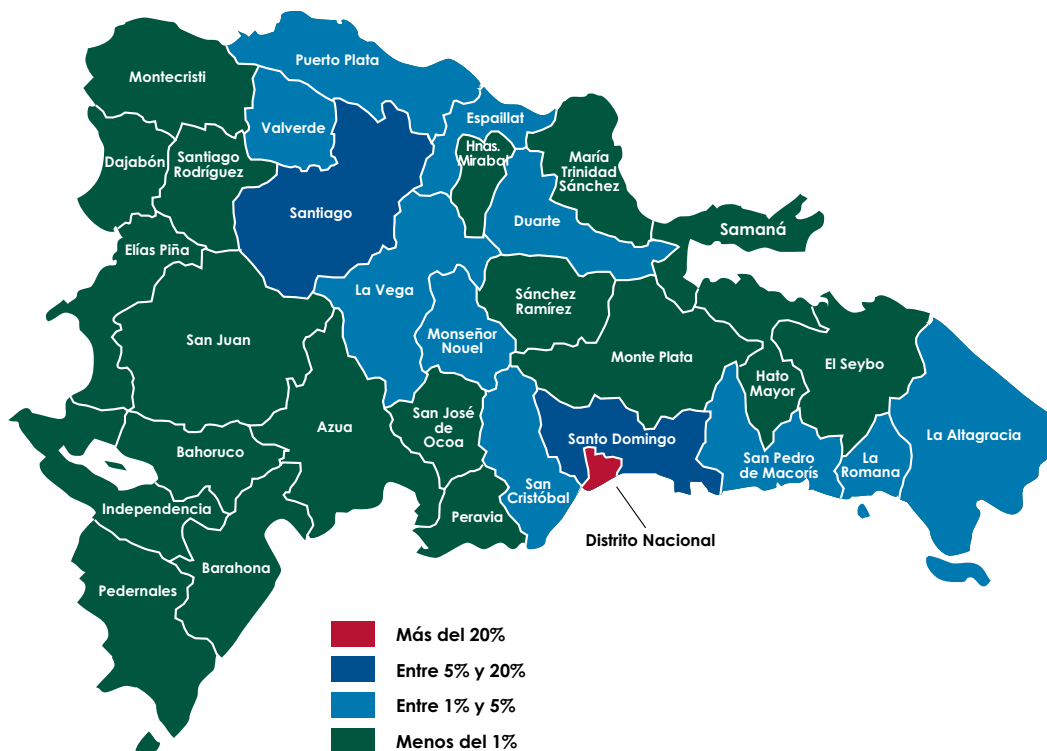 Puerto Plata
Montecristi
Espaillat
Valverde
Hnas.
Mirabal
Dajabón
Santiago
Rodríguez
María
Trinidad
Sánchez
Santiago
Duarte
Samaná
Elías Piña
La Vega
Sánchez
Ramírez
San Juan
Monseñor
Nouel
Monte Plata
El Seybo
Hato
Mayor
San José
de
Ocoa
Azua
Santo Domingo
La Altagracia
Bahoruco
San Pedro
de Macorís
La
Romana
San
Cristóbal
Independencia
Peravia
Distrito Nacional
Barahona
Pedernales
Más del 20%
Entre 5% y 20%
Entre 1% y 5%
Menos del 1%